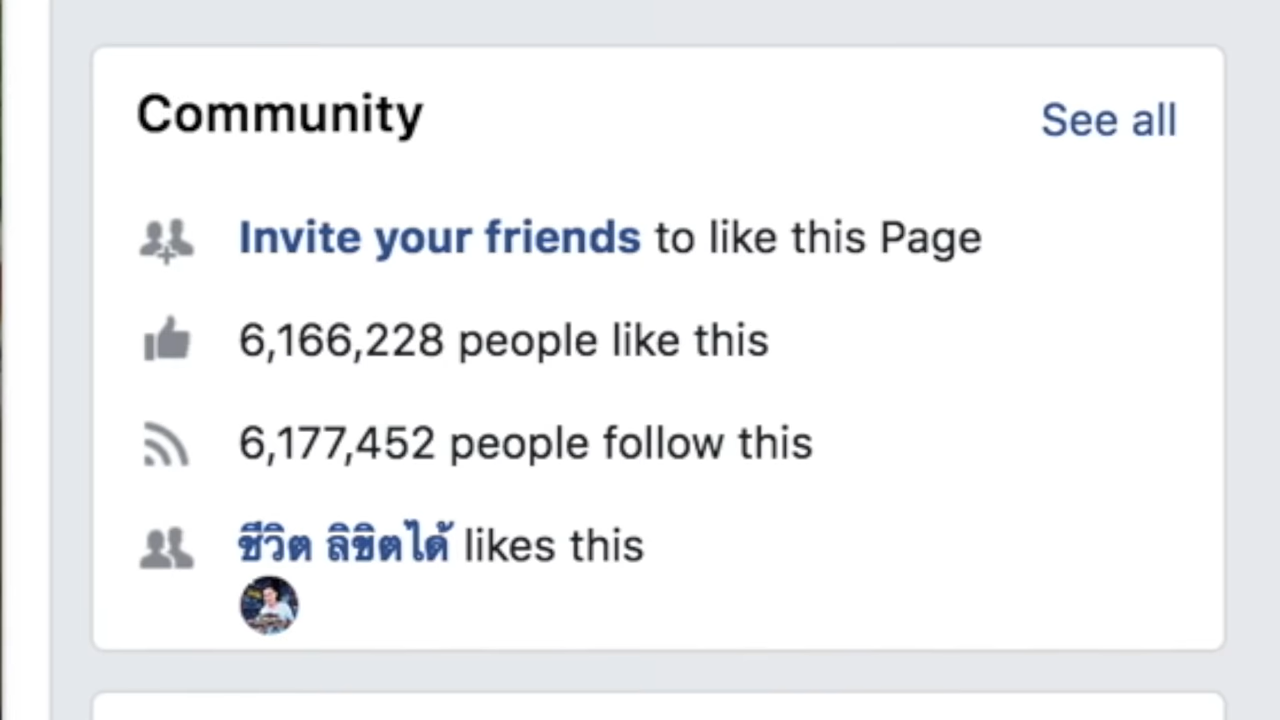 Community
See all
Invite your friends to like this Page
6,166,228 people like this
6,177,452 people follow this
ชีวิต ลิขิตได้ likes this